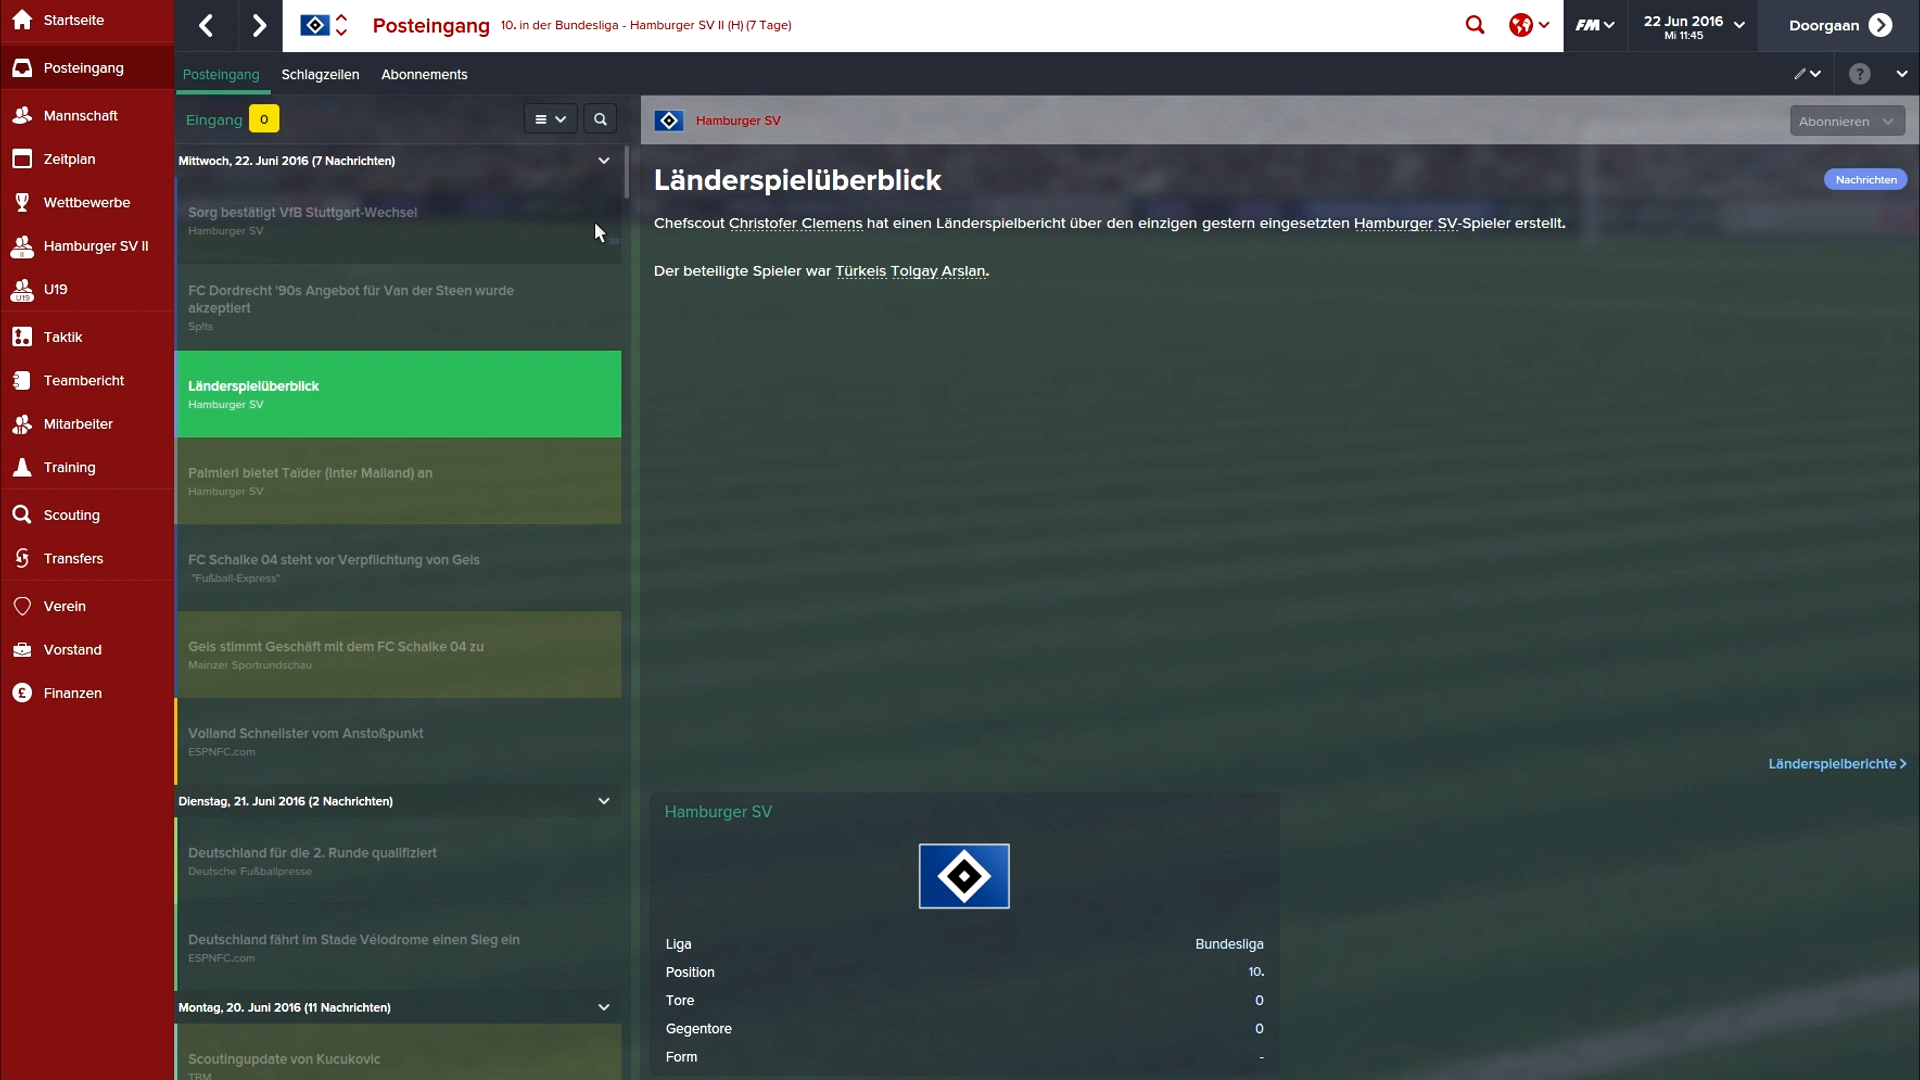 Startseite
Posteingang
Mannschaft
Zeitplan
Wettbewerbe
Hamburger SV II
U19
Taktik
Teambericht
Mitarbeiter
Training
Scouting
Transfers
Verein
Vorstand
Finanzen
Posteingang 10. in der Bundesliga - Hamburger SV II (H) (7 Tage)
FM
22 Jun 2016
Mi 11:45
Doorgaan
Posteingang Schlagzeilen Abonnements
Eingang 0
Mittwoch, 22. Juni 2016 (7 Nachrichten)
Sorg bestätigt VfB Stuttgart-Wechsel
Hamburger SV
FC Dordrecht '90s Angebot für Van der Steen wurde
akzeptiert
Sp!ts
Länderspielüberblick
Hamburger SV
Palmieri bietet Taïder (Inter Mailand) an
Hamburger SV
FC Schalke 04 steht vor Verpflichtung von Geis
"Fußball-Express"
Geis stimmt Geschäft mit dem FC Schalke 04 zu
Mainzer Sportrundschau
Volland Schnellster vom Anstoßpunkt
ESPNFC.com
Dienstag, 21. Juni 2016 (2 Nachrichten)
Deutschland für die 2. Runde qualifiziert
Deutsche Fußballpresse
Deutschland fährt im Stade Vélodrome einen Sieg ein
ESPNFC.com
Montag, 20. Juni 2016 (11 Nachrichten)
Scoutingupdate von Kucukovic
TBM
Hamburger SV
Abonnieren
Länderspielüberblick
Nachrichten
Chefscout Christofer Clemens hat einen Länderspielbericht über den einzigen gestern eingesetzten Hamburger SV-Spieler erstellt.
Der beteiligte Spieler war Türkeis Tolgay Arslan.
Länderspielberichte
Hamburger SV
Liga Bundesliga
Position 10.
Tore 0
Gegentore 0
Form -